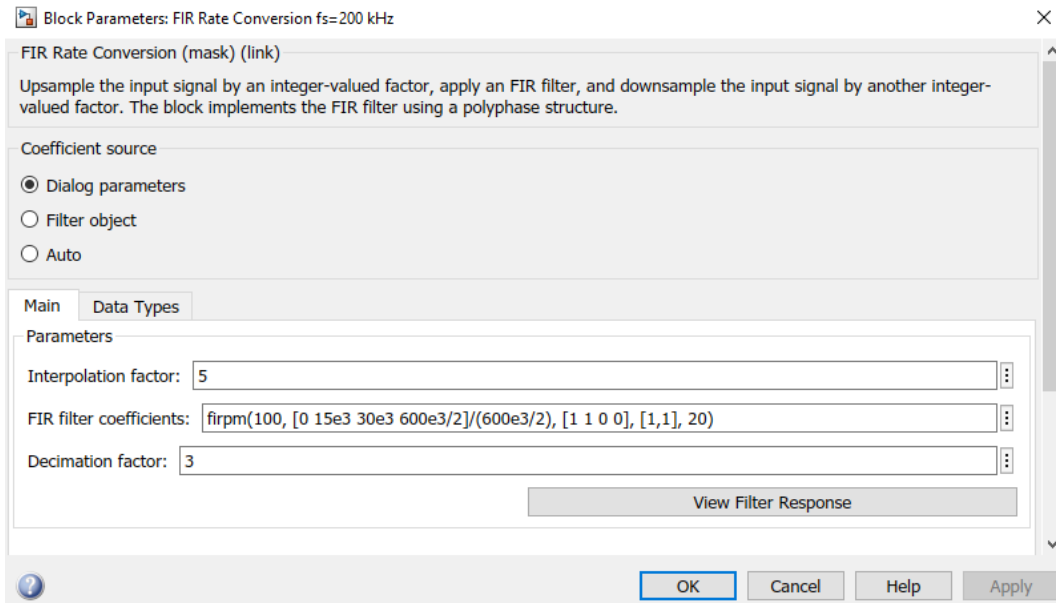 Block Parameters: FIR Rate Conversion fs=200 kHz
FIR Rate Conversion (mask) (link)
Upsample the input signal by an integer-valued factor, apply an FIR filter, and downsample the input signal by another integer-
valued factor. The block implements the FIR filter using a polyphase structure.
Coefficient source
Dialog parameters
Filter object
Auto
Main Data Types
Parameters
Interpolation factor: 5
FIR filter coefficients: firpm(100, [0 15e3 30e3 600e3/2]/(600e3/2), [1 1 0 0], [1,1], 20)
Decimation factor: 3
View Filter Response
? OK Cancel Help Apply